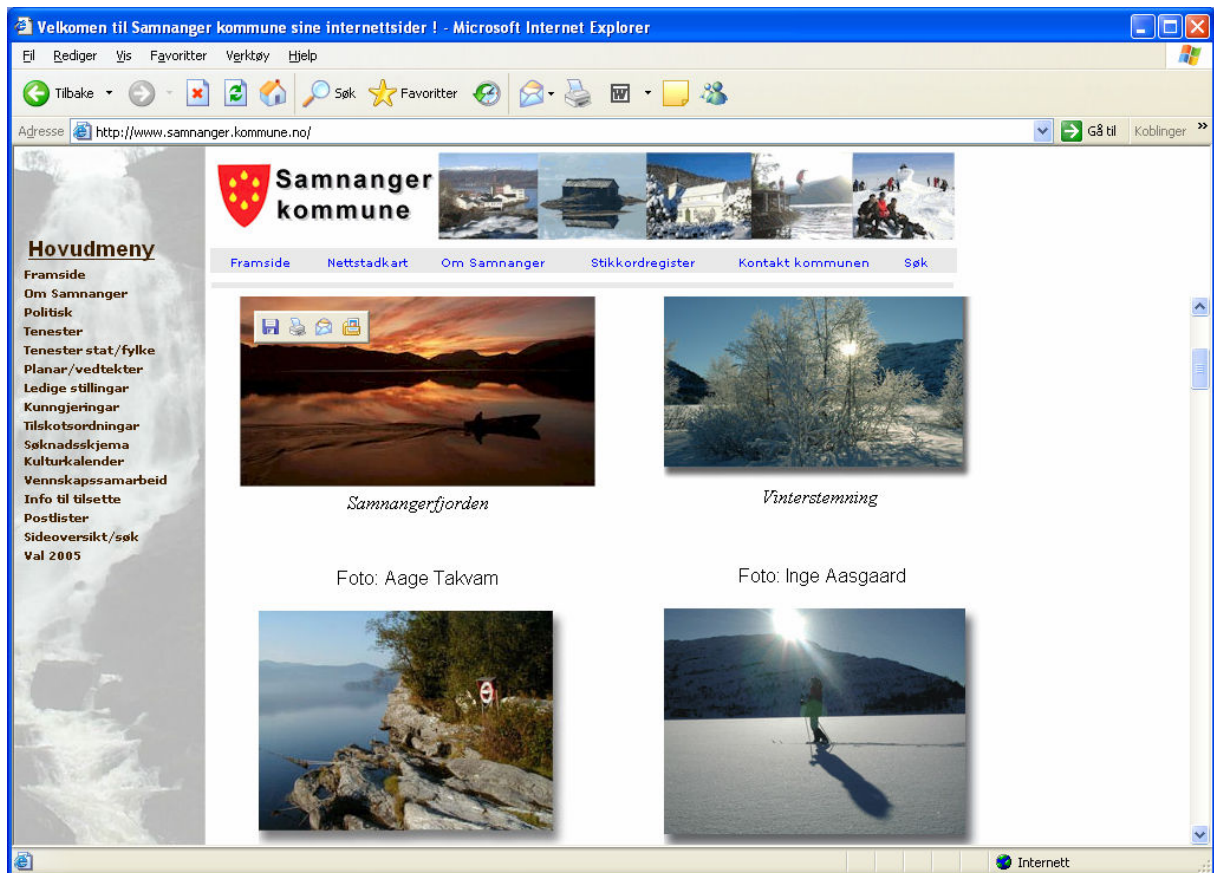 Velkomen til Samnanger kommune sine internettsider ! - Microsoft Internet Explorer
Fil Rediger Vis Favoritter Verktøy Hjelp
Tilbake Søk Favoritter
Adresse http://www.samnanger.kommune.no/ Gå til Koblinger »
Samnanger
kommune
Hovudmeny
Framside
Om Samnanger
Politisk
Tenester
Tenester stat/fylke
Planar/vedtekter
Ledige stillingar
Kunngjeringar
Tilskotsordningar
Søknadsskjema
Kulturkalender
Vennskapssamarbeid
Info til tilsette
Postlister
Sideoversikt/søk
Val 2005
Framside Nettstadkart Om Samnanger Stikkordregister Kontakt kommunen Søk
Samnangerfjorden
Vinterstemning
Foto: Aage Takvam
Foto: Inge Aasgaard
Internett